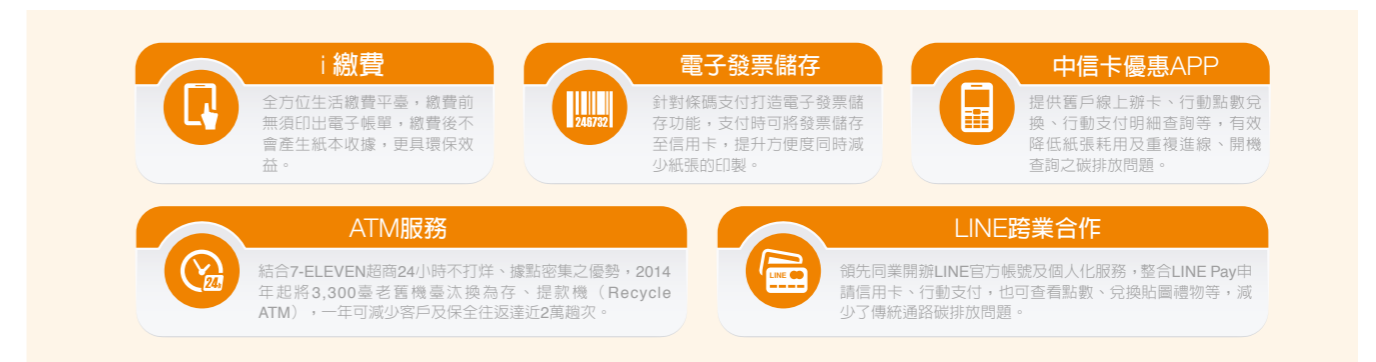 i 繳費
全方位生活繳費平臺，繳費前
無須印出電子帳單，繳費後不
會產生紙本收據，更具環保效
益。
電子發票儲存
246732
針對條碼支付打造電子發票儲
存功能，支付時可將發票儲存
至信用卡，提升方便度同時減
少紙張的印製。
中信卡優惠APP
提供舊戶線上辦卡、行動點數兌
換、行動支付明細查詢等，有效
降低紙張耗用及重複進線、開機
查詢之碳排放問題。
ATM服務
24h
結合7-ELEVEN超商24小時不打烊、據點密集之優勢，2014
年起將3,300臺老舊機臺汰換為存、提款機（Recycle
ATM），一年可減少客戶及保全往返達近2萬趟次。
LINE跨業合作
LINE
領先同業開辦LINE官方帳號及個人化服務，整合LINE Pay申
請信用卡、行動支付，也可查看點數、兌換貼圖禮物等，減
少了傳統通路碳排放問題。